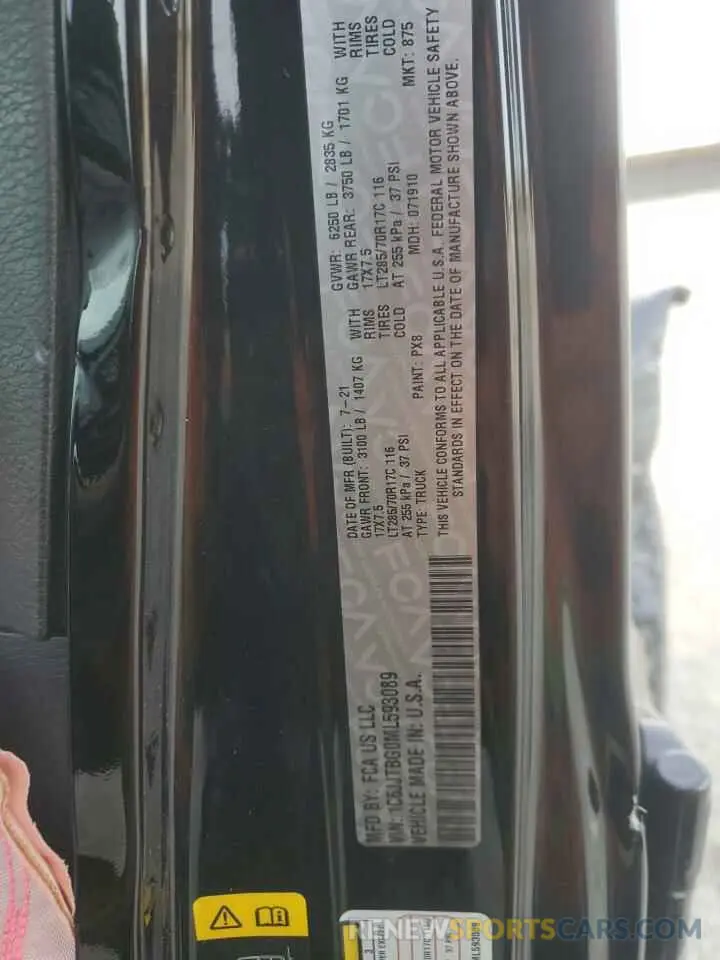 MFD BY: FCA US LLC
DATE OF MFR (BUILT): 7-21
GVWR: 6250 LB / 2835 KG
GAWR FRONT: 3100 LB / 1407 KG WITH
17X7.5 RIMS
LT285/70R17C 116 TIRES
AT 255 kPa / 37 PSI COLD
GAWR REAR: 3750 LB / 1701 KG WITH
17X7.5 RIMS
LT285/70R17C 116 TIRES
AT 255 kPa / 37 PSI COLD
VIN: 1C6JJTBG0ML593089
TYPE: TRUCK
PAINT: PX8
MDH: 071910
MKT: 875
VEHICLE MADE IN: U.S.A.
THIS VEHICLE CONFORMS TO ALL APPLICABLE U.S.A. FEDERAL MOTOR VEHICLE SAFETY
STANDARDS IN EFFECT ON THE DATE OF MANUFACTURE SHOWN ABOVE.
ML593089
RENEWSPORTSCARS.COM